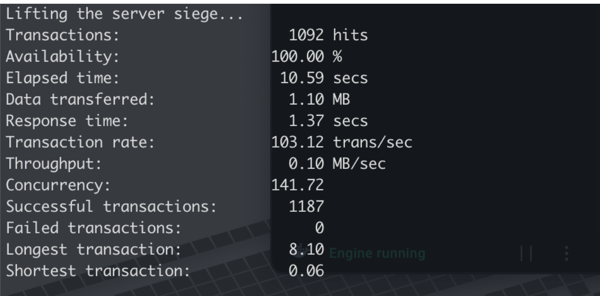 Lifting the server siege...
Transactions: 1092 hits
Availability: 100.00 %
Elapsed time: 10.59 secs
Data transferred: 1.10 MB
Response time: 1.37 secs
Transaction rate: 103.12 trans/sec
Throughput: 0.10 MB/sec
Concurrency: 141.72
Successful transactions: 1187
Failed transactions: 0
Longest transaction: 8.10
Engine running
Shortest transaction: 0.06